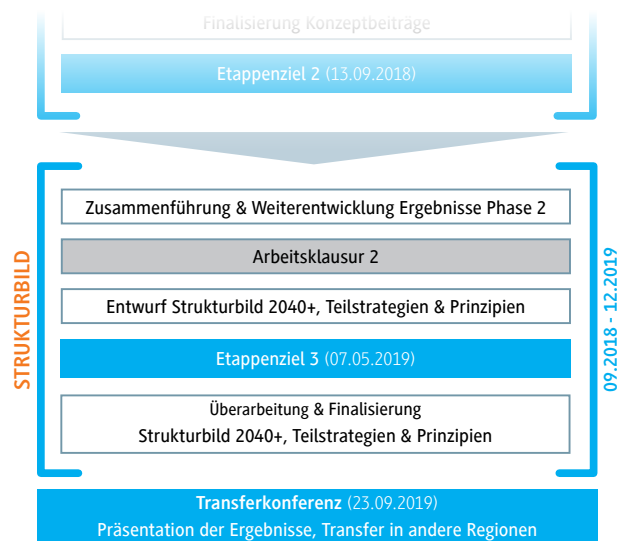 Finalisierung Konzeptbeiträge
Etappenziel 2 (13.09.2018)
STRUKTURBILD
Zusammenführung & Weiterentwicklung Ergebnisse Phase 2
Arbeitsklausur 2
Entwurf Strukturbild 2040+, Teilstrategien & Prinzipien
Etappenziel 3 (07.05.2019)
Überarbeitung & Finalisierung
Strukturbild 2040+, Teilstrategien & Prinzipien
09.2018 - 12.2019
Transferkonferenz (23.09.2019)
Präsentation der Ergebnisse, Transfer in andere Regionen